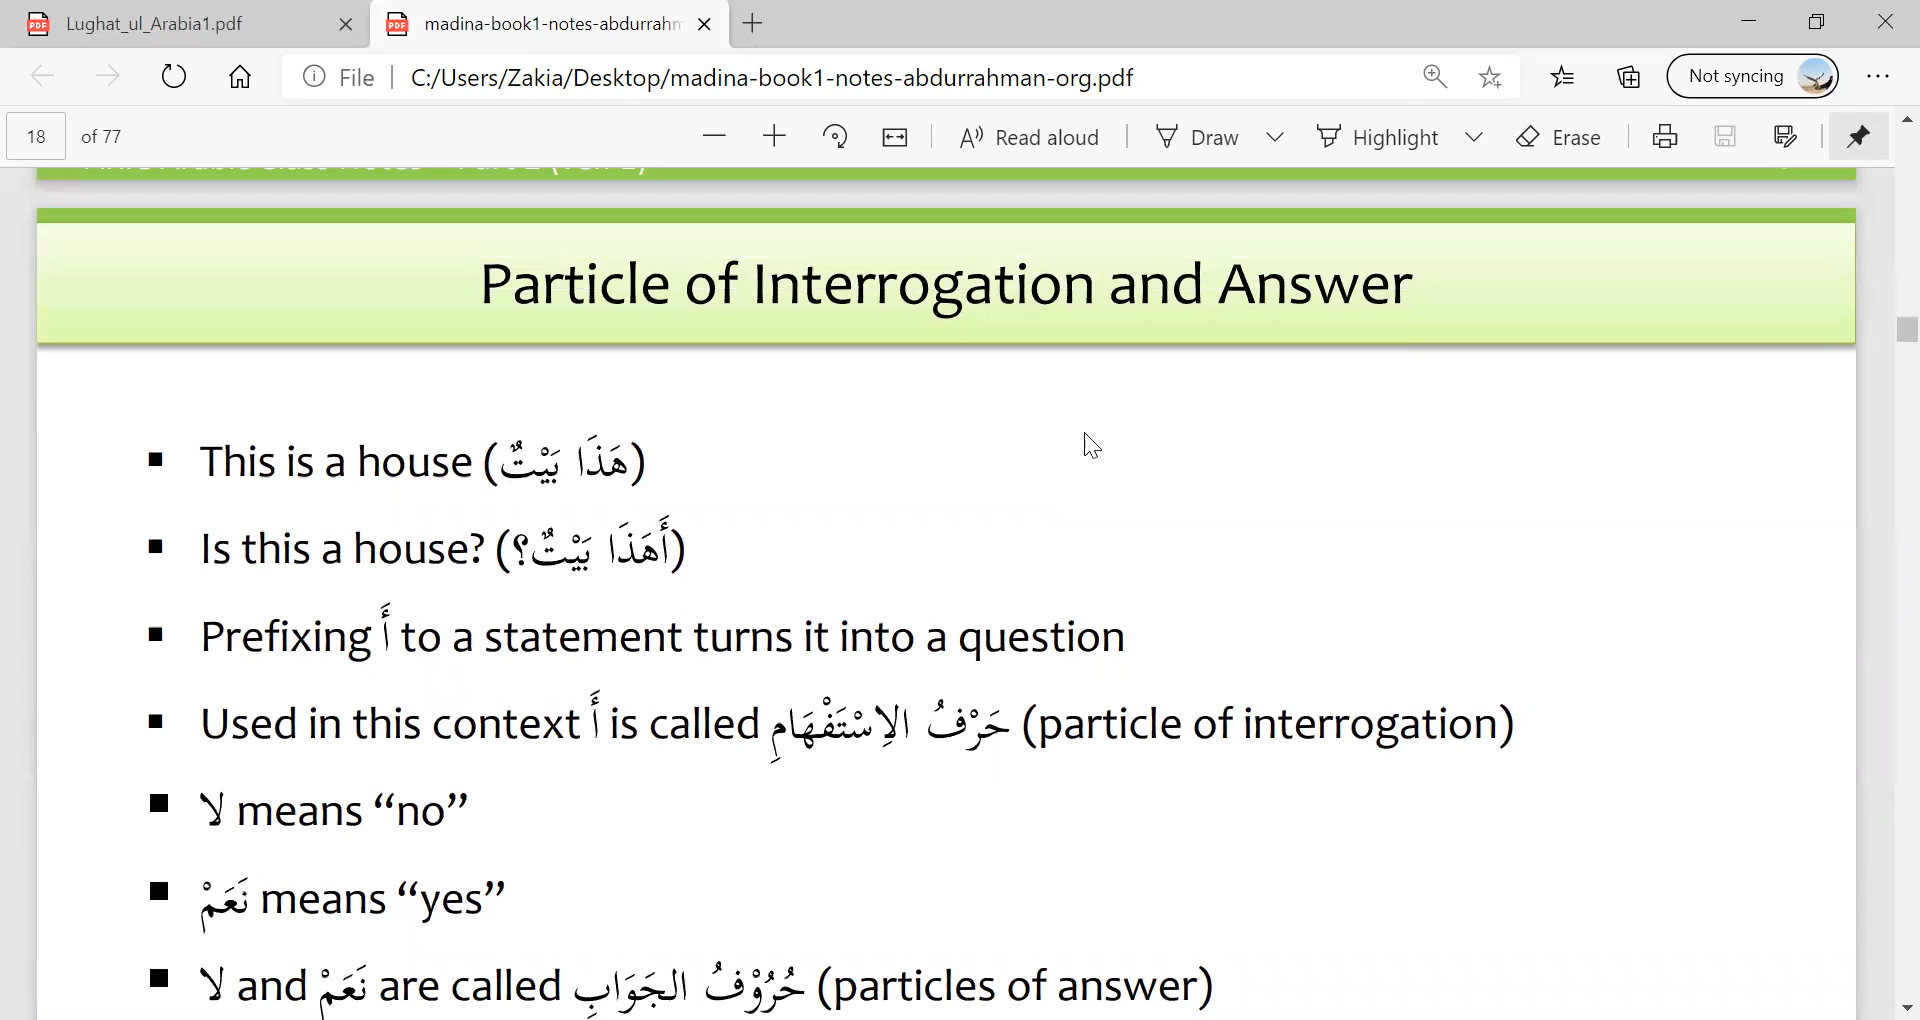 Lughat_ul_Arabia1.pdf
madina-book1-notes-abdurrahm
File
C:/Users/Zakia/Desktop/madina-book1-notes-abdurrahman-org.pdf
Not syncing
18 of 77
Read aloud
Draw
Highlight
Erase
Particle of Interrogation and Answer
▪ This is a house (هَذَا بَيْتٌ)
▪ Is this a house? (أَهَذَا بَيْتٌ؟)
▪ Prefixing أَ to a statement turns it into a question
▪ Used in this context أَ is called حَرْفُ الاِسْتَفْهَامِ (particle of interrogation)
■ لا means “no”
■ نَعَمْ means “yes”
■ لا and نَعَمْ are called حُرُوْفُ الجَوَابِ (particles of answer)